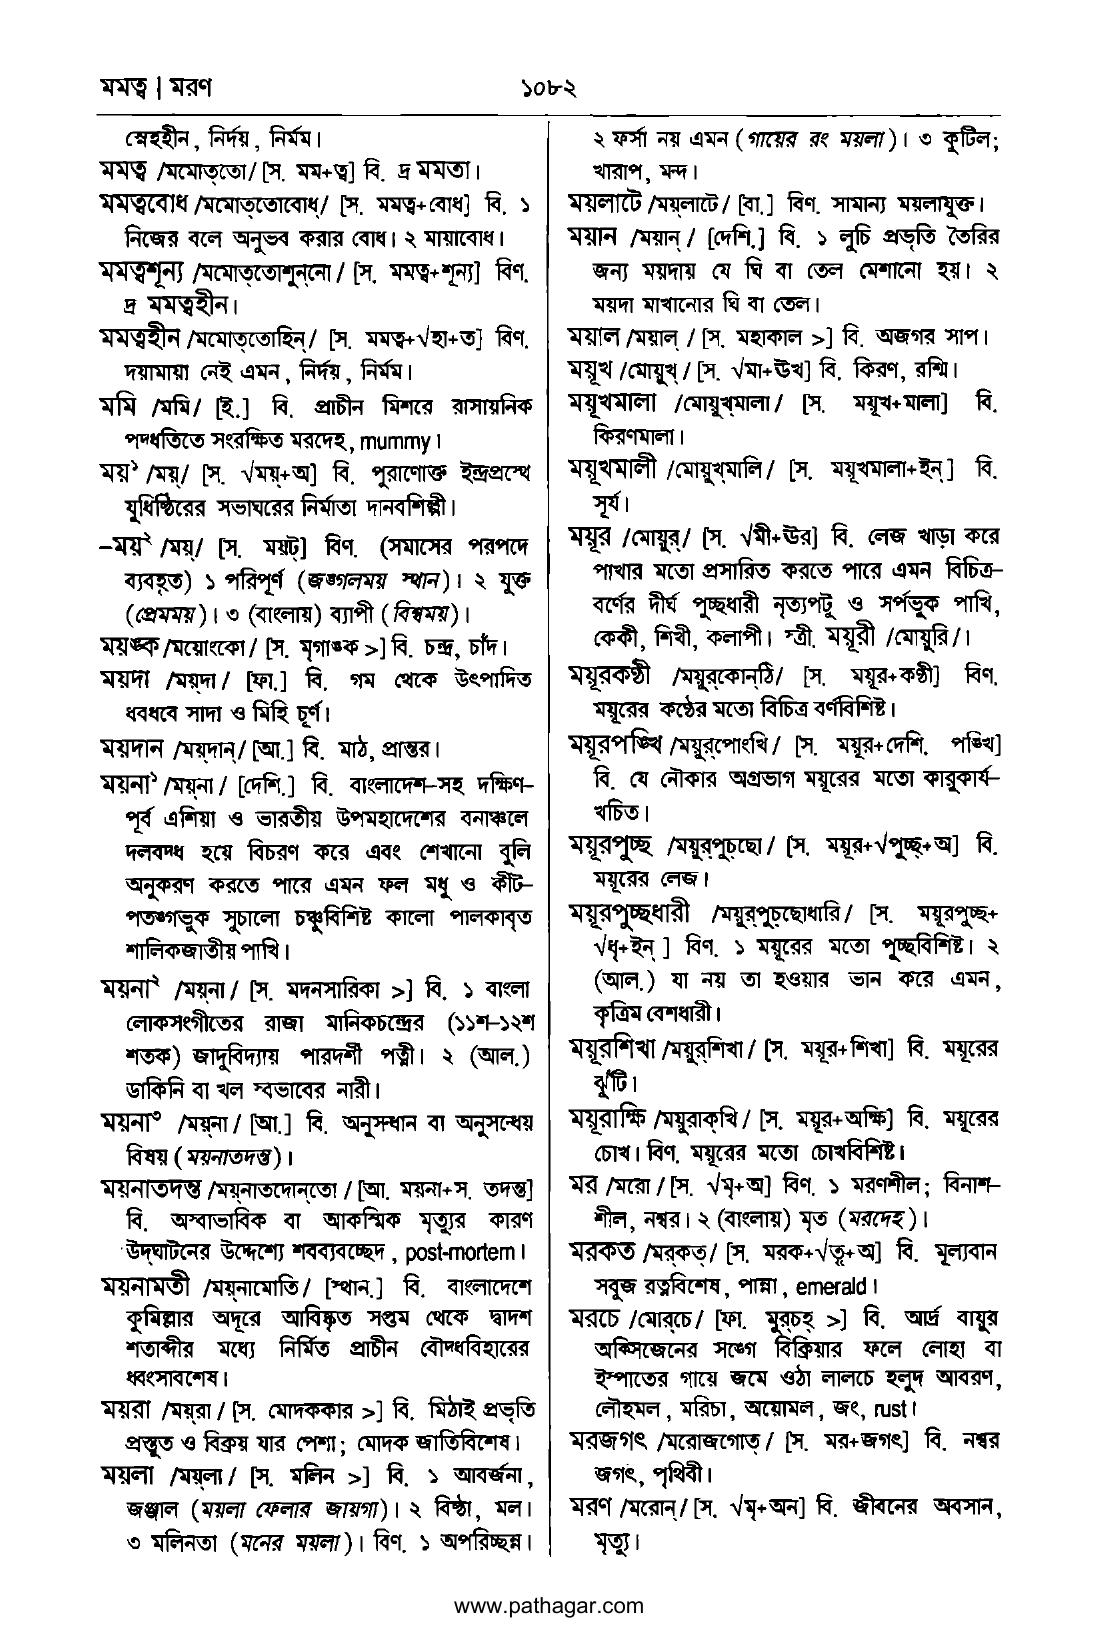 মমত্ব | মরণ
১০৮২
স্নেহহীন, নির্দয়, নির্মম।
মমত্ব /মমোত্‌তো/ [স. মম+ত্ব] বি. দ্র মমতা।
মমত্ববোধ /মমোত্‌তোবোধ্/ [স. মমত্ব+বোধ] বি. ১
নিজের বলে অনুভব করার বোধ। ২ মায়াবোধ।
মমত্বশূন্য /মমোত্‌তোশুন্‌নো/ [স. মমত্ব+শূন্য] বিণ.
দ্র মমত্বহীন।
মমত্বহীন /মমোত্‌তোহিন্/ [স. মমত্ব+√হা+ত] বিণ.
দয়ামায়া নেই এমন, নির্দয়, নির্মম।
মমি /মমি/ [ই.] বি. প্রাচীন মিশরে রাসায়নিক
পদ্ধতিতে সংরক্ষিত মরদেহ, mummy।
ময়১ /ময়্/ [স. √ময়্+অ] বি. পুরাণোক্ত ইন্দ্রপ্রস্থে
যুধিষ্ঠিরের সভাঘরের নির্মাতা দানবশিল্পী।
–ময়২ /ময়্/ [স. ময়ট] বিণ. (সমাসের পরপদে
ব্যবহৃত) ১ পরিপূর্ণ (জঙ্গলময় স্থান)। ২ যুক্ত
(প্রেমময়)। ৩ (বাংলায়) ব্যাপী (বিশ্বময়)।
ময়ঙ্ক /ময়োংকো/ [স. মৃগাঙ্ক >] বি. চন্দ্র, চাঁদ।
ময়দা /ময়্‌দা/ [ফা.] বি. গম থেকে উৎপাদিত
ধবধবে সাদা ও মিহি চূর্ণ।
ময়দান /ময়্‌দান্/ [আ.] বি. মাঠ, প্রান্তর।
ময়না১ /ময়্‌না/ [দেশি.] বি. বাংলাদেশ–সহ দক্ষিণ–
পূর্ব এশিয়া ও ভারতীয় উপমহাদেশের বনাঞ্চলে
দলবদ্ধ হয়ে বিচরণ করে এবং শেখানো বুলি
অনুকরণ করতে পারে এমন ফল মধু ও কীট–
পতঙ্গভুক সুচালো চঞ্চুবিশিষ্ট কালো পালকাবৃত
শালিকজাতীয় পাখি।
ময়না২ /ময়্‌না/ [স. মদনসারিকা >] বি. ১ বাংলা
লোকসংগীতের রাজা মানিকচন্দ্রের (১১শ–১২শ
শতক) জাদুবিদ্যায় পারদর্শী পত্নী। ২ (আল.)
ডাকিনি বা খল স্বভাবের নারী।
ময়না৩ /ময়্‌না/ [আ.] বি. অনুসন্ধান বা অনুসন্ধেয়
বিষয় (ময়নাতদন্ত)।
ময়নাতদন্ত /ময়্‌নাতদোন্‌তো/ [আ. ময়না+স. তদন্ত]
বি. অস্বাভাবিক বা আকস্মিক মৃত্যুর কারণ
উদ্‌ঘাটনের উদ্দেশ্যে শবব্যবচ্ছেদ, post-mortem।
ময়নামতী /ময়্‌নামোতি/ [স্থান.] বি. বাংলাদেশে
কুমিল্লার অদূরে আবিষ্কৃত সপ্তম থেকে দ্বাদশ
শতাব্দীর মধ্যে নির্মিত প্রাচীন বৌদ্ধবিহারের
ধ্বংসাবশেষ।
ময়রা /ময়্‌রা/ [স. মোদককার >] বি. মিঠাই প্রভৃতি
প্রস্তুত ও বিক্রয় যার পেশা; মোদক জাতিবিশেষ।
ময়লা /ময়্‌লা/ [স. মলিন >] বি. ১ আবর্জনা,
জঞ্জাল (ময়লা ফেলার জায়গা)। ২ বিষ্ঠা, মল।
৩ মলিনতা (মনের ময়লা)। বিণ. ১ অপরিচ্ছন্ন।
২ ফর্সা নয় এমন (গায়ের রং ময়লা)। ৩ কুটিল;
খারাপ, মন্দ।
ময়লাটে /ময়্‌লাটে/ [বা.] বিণ. সামান্য ময়লাযুক্ত।
ময়ান /ময়ান্/ [দেশি.] বি. ১ লুচি প্রভৃতি তৈরির
জন্য ময়দায় যে ঘি বা তেল মেশানো হয়। ২
ময়দা মাখানোর ঘি বা তেল।
ময়াল /ময়াল্/ [স. মহাকাল >] বি. অজগর সাপ।
ময়ূখ /মোয়ুখ্/ [স. √মা+ঊখ] বি. কিরণ, রশ্মি।
ময়ূখমালা /মোয়ুখ্‌মালা/ [স. ময়ূখ+মালা] বি.
কিরণমালা।
ময়ূখমালী /মোয়ুখ্‌মালি/ [স. ময়ূখমালা+ইন্] বি.
সূর্য।
ময়ূর /মোয়ুর্/ [স. √মী+ঊর] বি. লেজ খাড়া করে
পাখার মতো প্রসারিত করতে পারে এমন বিচিত্র–
বর্ণের দীর্ঘ পুচ্ছধারী নৃত্যপটু ও সর্পভুক পাখি,
কেকী, শিখী, কলাপী। স্ত্রী. ময়ূরী /মোয়ুরি/।
ময়ূরকণ্ঠী /ময়ুর্‌কোন্‌ঠি/ [স. ময়ূর+কণ্ঠী] বিণ.
ময়ূরের কণ্ঠের মতো বিচিত্র বর্ণবিশিষ্ট।
ময়ূরপঙ্খি /ময়ুর্‌পোংখি/ [স. ময়ূর+দেশি. পঙ্খি]
বি. যে নৌকার অগ্রভাগ ময়ূরের মতো কারুকার্য–
খচিত।
ময়ূরপুচ্ছ /ময়ুর্‌পুচ্‌ছো/ [স. ময়ূর+√পুচ্ছ্+অ] বি.
ময়ূরের লেজ।
ময়ূরপুচ্ছধারী /ময়ুর্‌পুচ্‌ছোধারি/ [স. ময়ূরপুচ্ছ+
√ধৃ+ইন্] বিণ. ১ ময়ূরের মতো পুচ্ছবিশিষ্ট। ২
(আল.) যা নয় তা হওয়ার ভান করে এমন,
কৃত্রিম বেশধারী।
ময়ূরশিখা /ময়ুর্‌শিখা/ [স. ময়ূর+শিখা] বি. ময়ূরের
ঝুঁটি।
ময়ূরাক্ষি /ময়ুরাক্‌খি/ [স. ময়ূর+অক্ষি] বি. ময়ূরের
চোখ। বিণ. ময়ূরের মতো চোখবিশিষ্ট।
মর /মরো/ [স. √মৃ+অ] বিণ. ১ মরণশীল; বিনাশ–
শীল, নশ্বর। ২ (বাংলায়) মৃত (মরদেহ)।
মরকত /মর্‌কত্/ [স. মরক+√তৄ+অ] বি. মূল্যবান
সবুজ রত্নবিশেষ, পান্না, emerald।
মরচে /মোর্‌চে/ [ফা. মুর্‌চহ্ >] বি. আর্দ্র বায়ুর
অক্সিজেনের সঙ্গে বিক্রিয়ার ফলে লোহা বা
ইস্পাতের গায়ে জমে ওঠা লালচে হলুদ আবরণ,
লৌহমল, মরিচা, অয়োমল, জং, rust।
মরজগৎ /মরোজগোত্/ [স. মর+জগৎ] বি. নশ্বর
জগৎ, পৃথিবী।
মরণ /মরোন্/ [স. √মৃ+অন] বি. জীবনের অবসান,
মৃত্যু।
www.pathagar.com